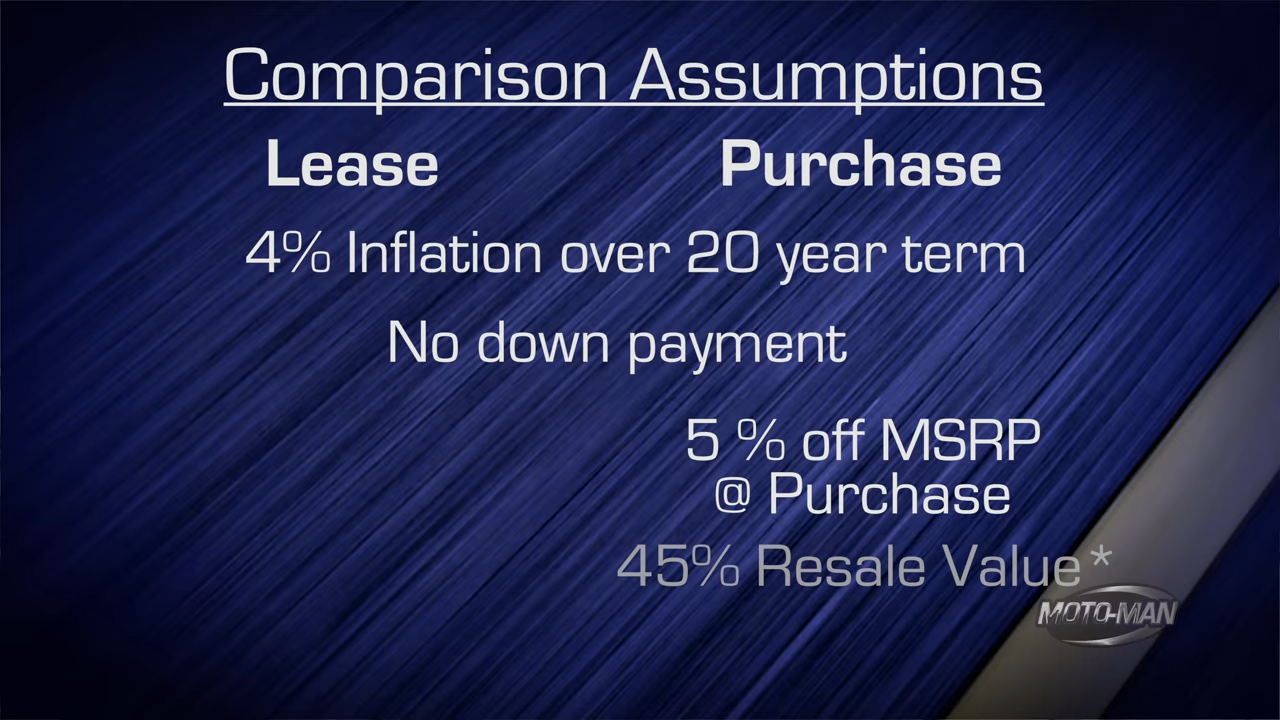 Comparison Assumptions
Lease Purchase
4% Inflation over 20 year term
No down payment
5 % off MSRP
@ Purchase
45% Resale Value*
MOTO-MAN